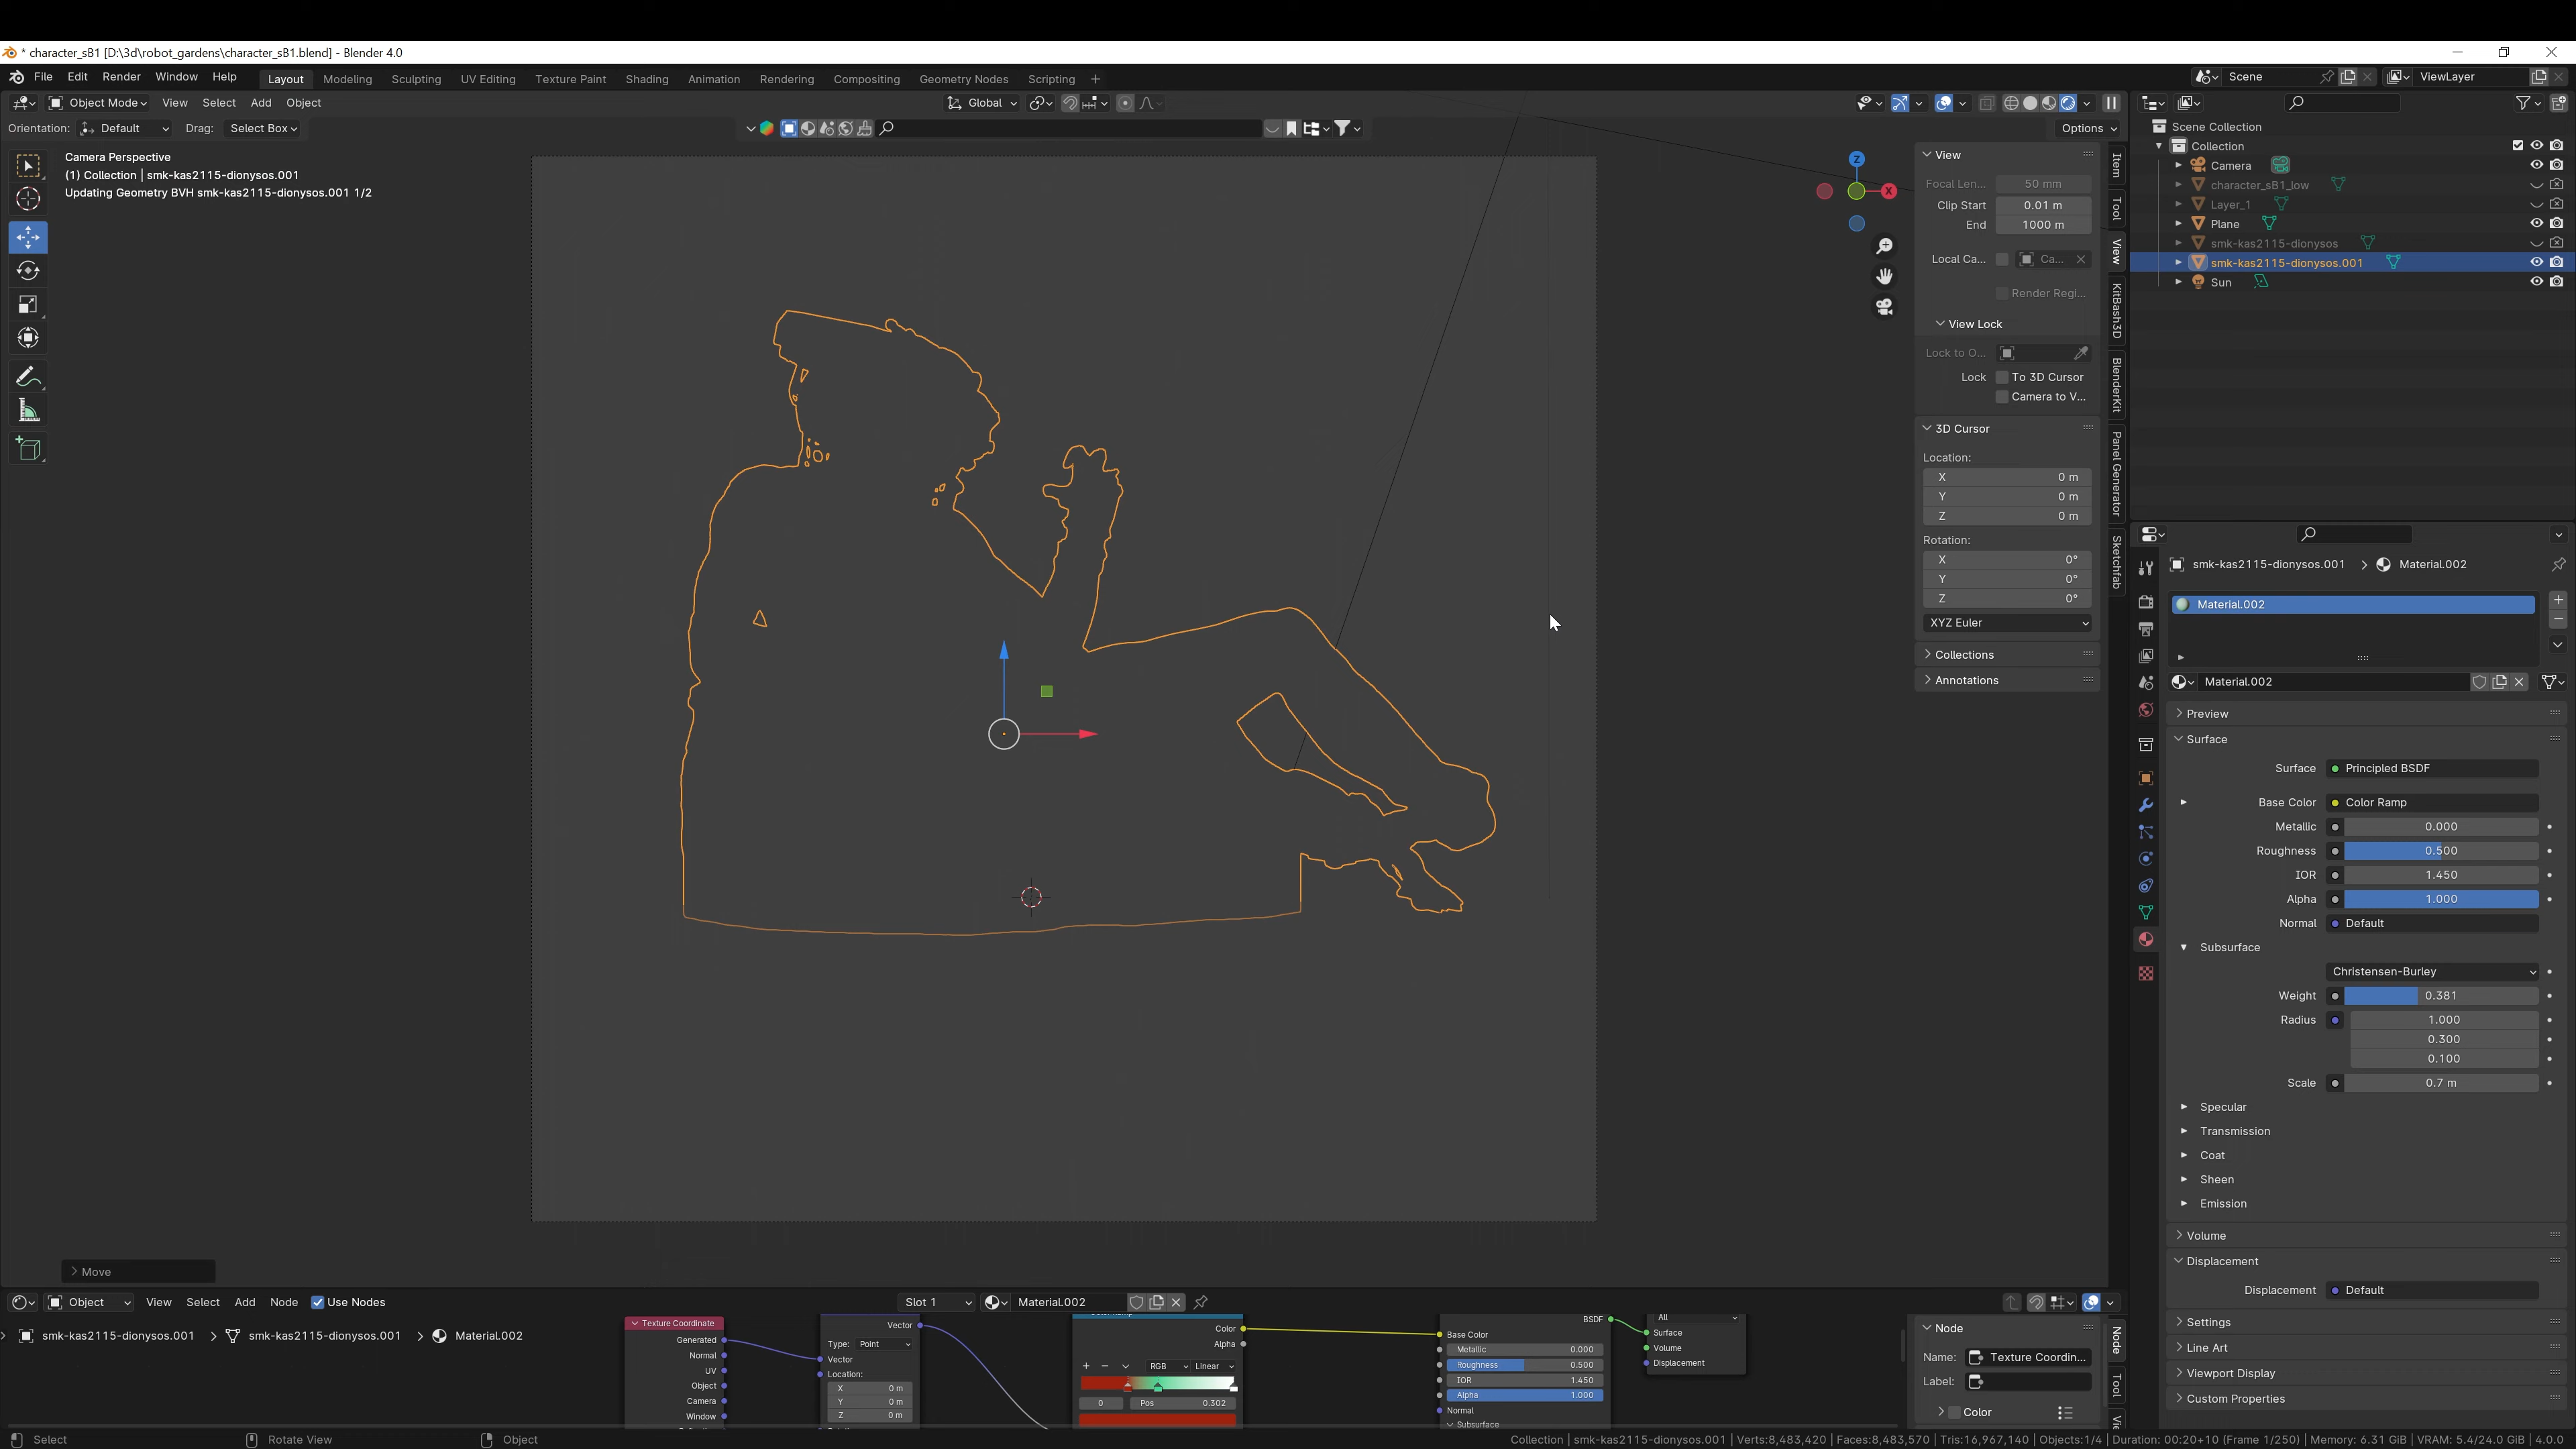 * character_sB1 [D:\3d\robot_gardens\character_sB1.blend] - Blender 4.0
File Edit Render Window Help Layout Modeling Sculpting UV Editing Texture Paint Shading Animation Rendering Compositing Geometry Nodes Scripting + Scene ViewLayer
Object Mode View Select Add Object Global
Orientation: Default Drag: Select Box Options
Camera Perspective
(1) Collection | smk-kas2115-dionysos.001
Updating Geometry BVH smk-kas2115-dionysos.001 1/2
Z
X
View
Focal Len... 50 mm
Clip Start 0.01 m
End 1000 m
Local Ca... Ca...
Render Regi...
View Lock
Lock to O...
Lock To 3D Cursor
Camera to V...
3D Cursor
Location:
X 0 m
Y 0 m
Z 0 m
Rotation:
X 0°
Y 0°
Z 0°
XYZ Euler
Collections
Annotations
Item
Tool
View
KitBash3D
BlenderKit
Panel Generator
Sketchfab
Scene Collection
Collection
Camera
character_sB1_low
Layer_1
Plane
smk-kas2115-dionysos
smk-kas2115-dionysos.001
Sun
smk-kas2115-dionysos.001 Material.002
Material.002
Material.002
Preview
Surface
Surface Principled BSDF
Base Color Color Ramp
Metallic 0.000
Roughness 0.500
IOR 1.450
Alpha 1.000
Normal Default
Subsurface
Christensen-Burley
Weight 0.381
Radius 1.000
0.300
0.100
Scale 0.7 m
Specular
Transmission
Coat
Sheen
Emission
Volume
Displacement
Displacement Default
Settings
Line Art
Viewport Display
Custom Properties
Move
Object View Select Add Node Use Nodes Slot 1 Material.002
smk-kas2115-dionysos.001 smk-kas2115-dionysos.001 Material.002
Texture Coordinate
Generated
Normal
UV
Object
Camera
Window
Vector
Type: Point
Vector
Location:
X 0 m
Y 0 m
Z 0 m
Color
Alpha
+ − RGB Linear
0 Pos 0.302
BSDF
Base Color
Metallic 0.000
Roughness 0.500
IOR 1.450
Alpha 1.000
Normal
Subsurface
All
Surface
Volume
Displacement
Node
Name: Texture Coordin...
Label:
Color
Node
Tool
Select Rotate View Object
Collection | smk-kas2115-dionysos.001 | Verts:8,483,420 | Faces:8,483,570 | Tris:16,967,140 | Objects:1/4 | Duration: 00:20+10 (Frame 1/250) | Memory: 6.31 GiB | VRAM: 5.4/24.0 GiB | 4.0.0